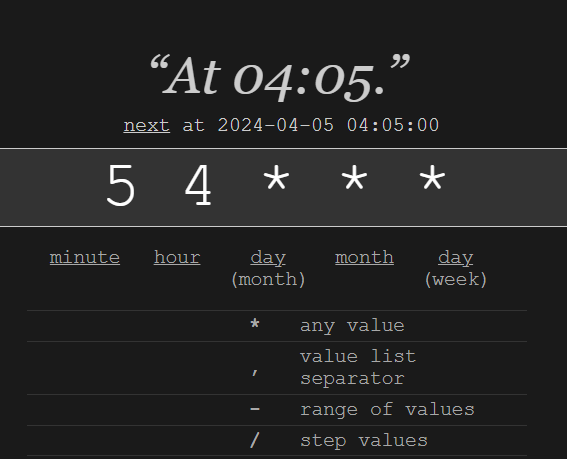 “At 04:05.”
next at 2024-04-05 04:05:00
5 4 * * *
minute hour day month day
(month) (week)
* any value
, value list
separator
- range of values
/ step values